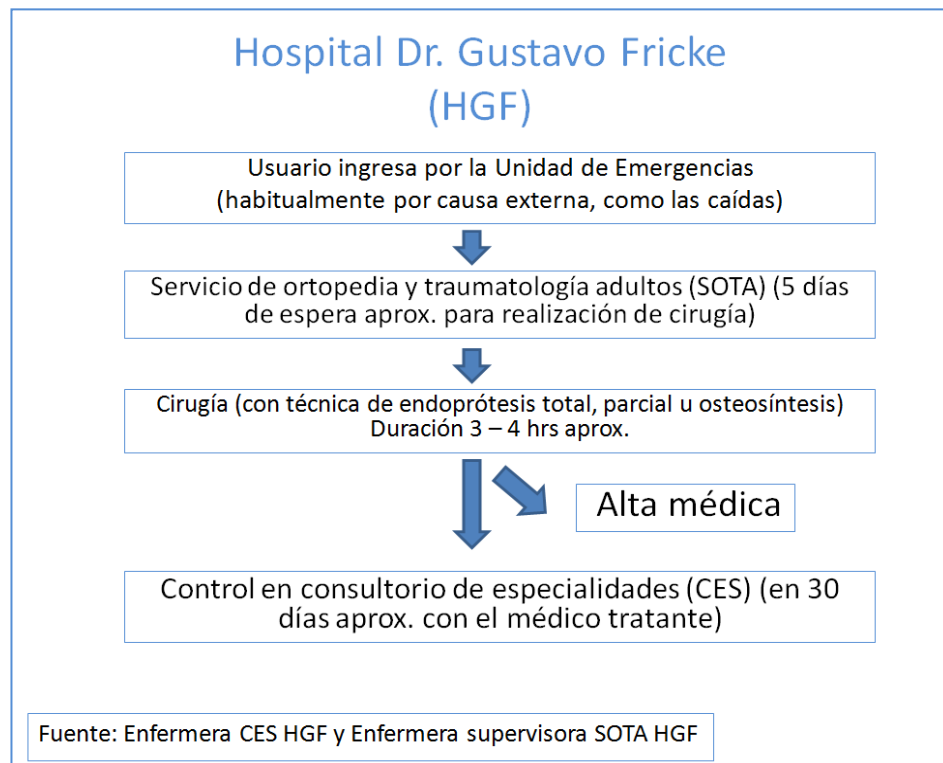 Hospital Dr. Gustavo Fricke
(HGF)
Usuario ingresa por la Unidad de Emergencias
(habitualmente por causa externa, como las caídas)
Servicio de ortopedia y traumatología adultos (SOTA) (5 días
de espera aprox. para realización de cirugía)
Cirugía (con técnica de endoprótesis total, parcial u osteosíntesis)
Duración 3 – 4 hrs aprox.
Alta médica
Control en consultorio de especialidades (CES) (en 30
días aprox. con el médico tratante)
Fuente: Enfermera CES HGF y Enfermera supervisora SOTA HGF